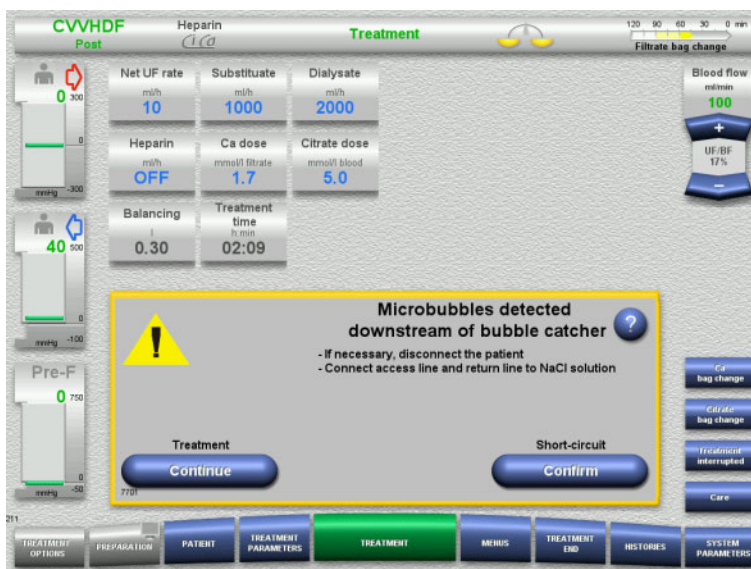 CVVHDF
Post
Heparin
Ci Ca
Treatment
120 90 60 30 0 min
Filtrate bag change
0
300
0
-300
mmHg
40
500
0
-100
mmHg
Pre-F
0
750
0
-50
mmHg
Net UF rate
ml/h
10
Substituate
ml/h
1000
Dialysate
ml/h
2000
Heparin
ml/h
OFF
Ca dose
mmol/l filtrate
1.7
Citrate dose
mmol/l blood
5.0
Balancing
l
0.30
Treatment
time
h:min
02:09
Blood flow
ml/min
100
+
UF/BF
17%
−
!
Microbubbles detected
downstream of bubble catcher
?
- If necessary, disconnect the patient
- Connect access line and return line to NaCl solution
Treatment
Continue
Short-circuit
Confirm
7701
Ca
bag change
Citrate
bag change
Treatment
interrupted
Care
211
TREATMENT
OPTIONS
PREPARATION
PATIENT
TREATMENT
PARAMETERS
TREATMENT
MENUS
TREATMENT
END
HISTORIES
SYSTEM
PARAMETERS